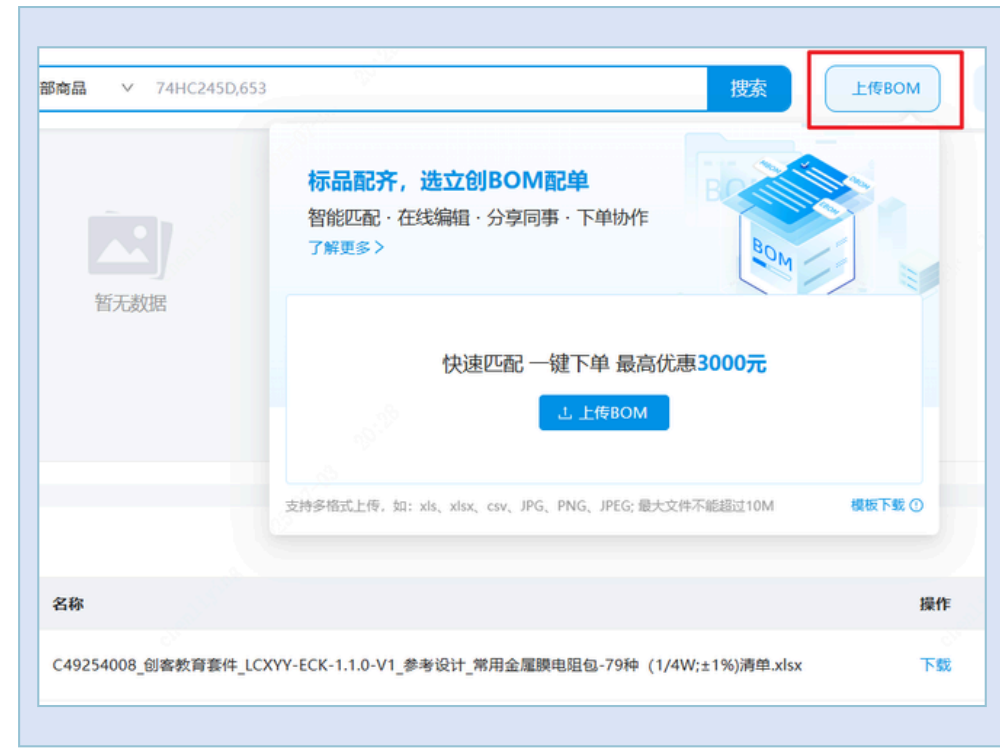 部商品 74HC245D,653 搜索 上传BOM
标品配齐，选立创BOM配单
智能匹配 · 在线编辑 · 分享同事 · 下单协作
了解更多 >
BOM
暂无数据
快速匹配 一键下单 最高优惠3000元
上传BOM
支持多格式上传，如：xls、xlsx、csv、JPG、PNG、JPEG; 最大文件不能超过10M 模板下载
名称 操作
C49254008_创客教育套件_LCXYY-ECK-1.1.0-V1_参考设计_常用金属膜电阻包-79种（1/4W;±1%)清单.xlsx 下载